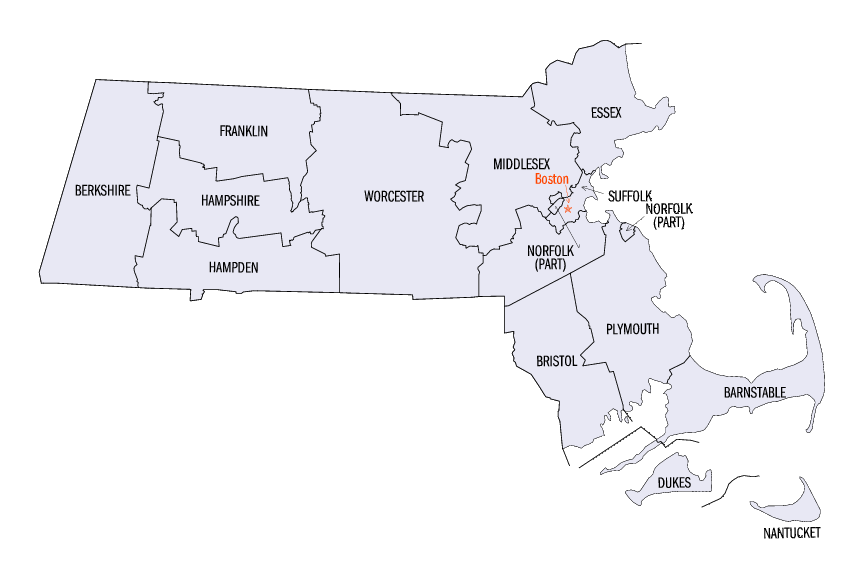 ESSEX
FRANKLIN
MIDDLESEX
Boston
BERKSHIRE
HAMPSHIRE
WORCESTER
SUFFOLK
NORFOLK
(PART)
NORFOLK
(PART)
HAMPDEN
PLYMOUTH
BRISTOL
BARNSTABLE
DUKES
NANTUCKET